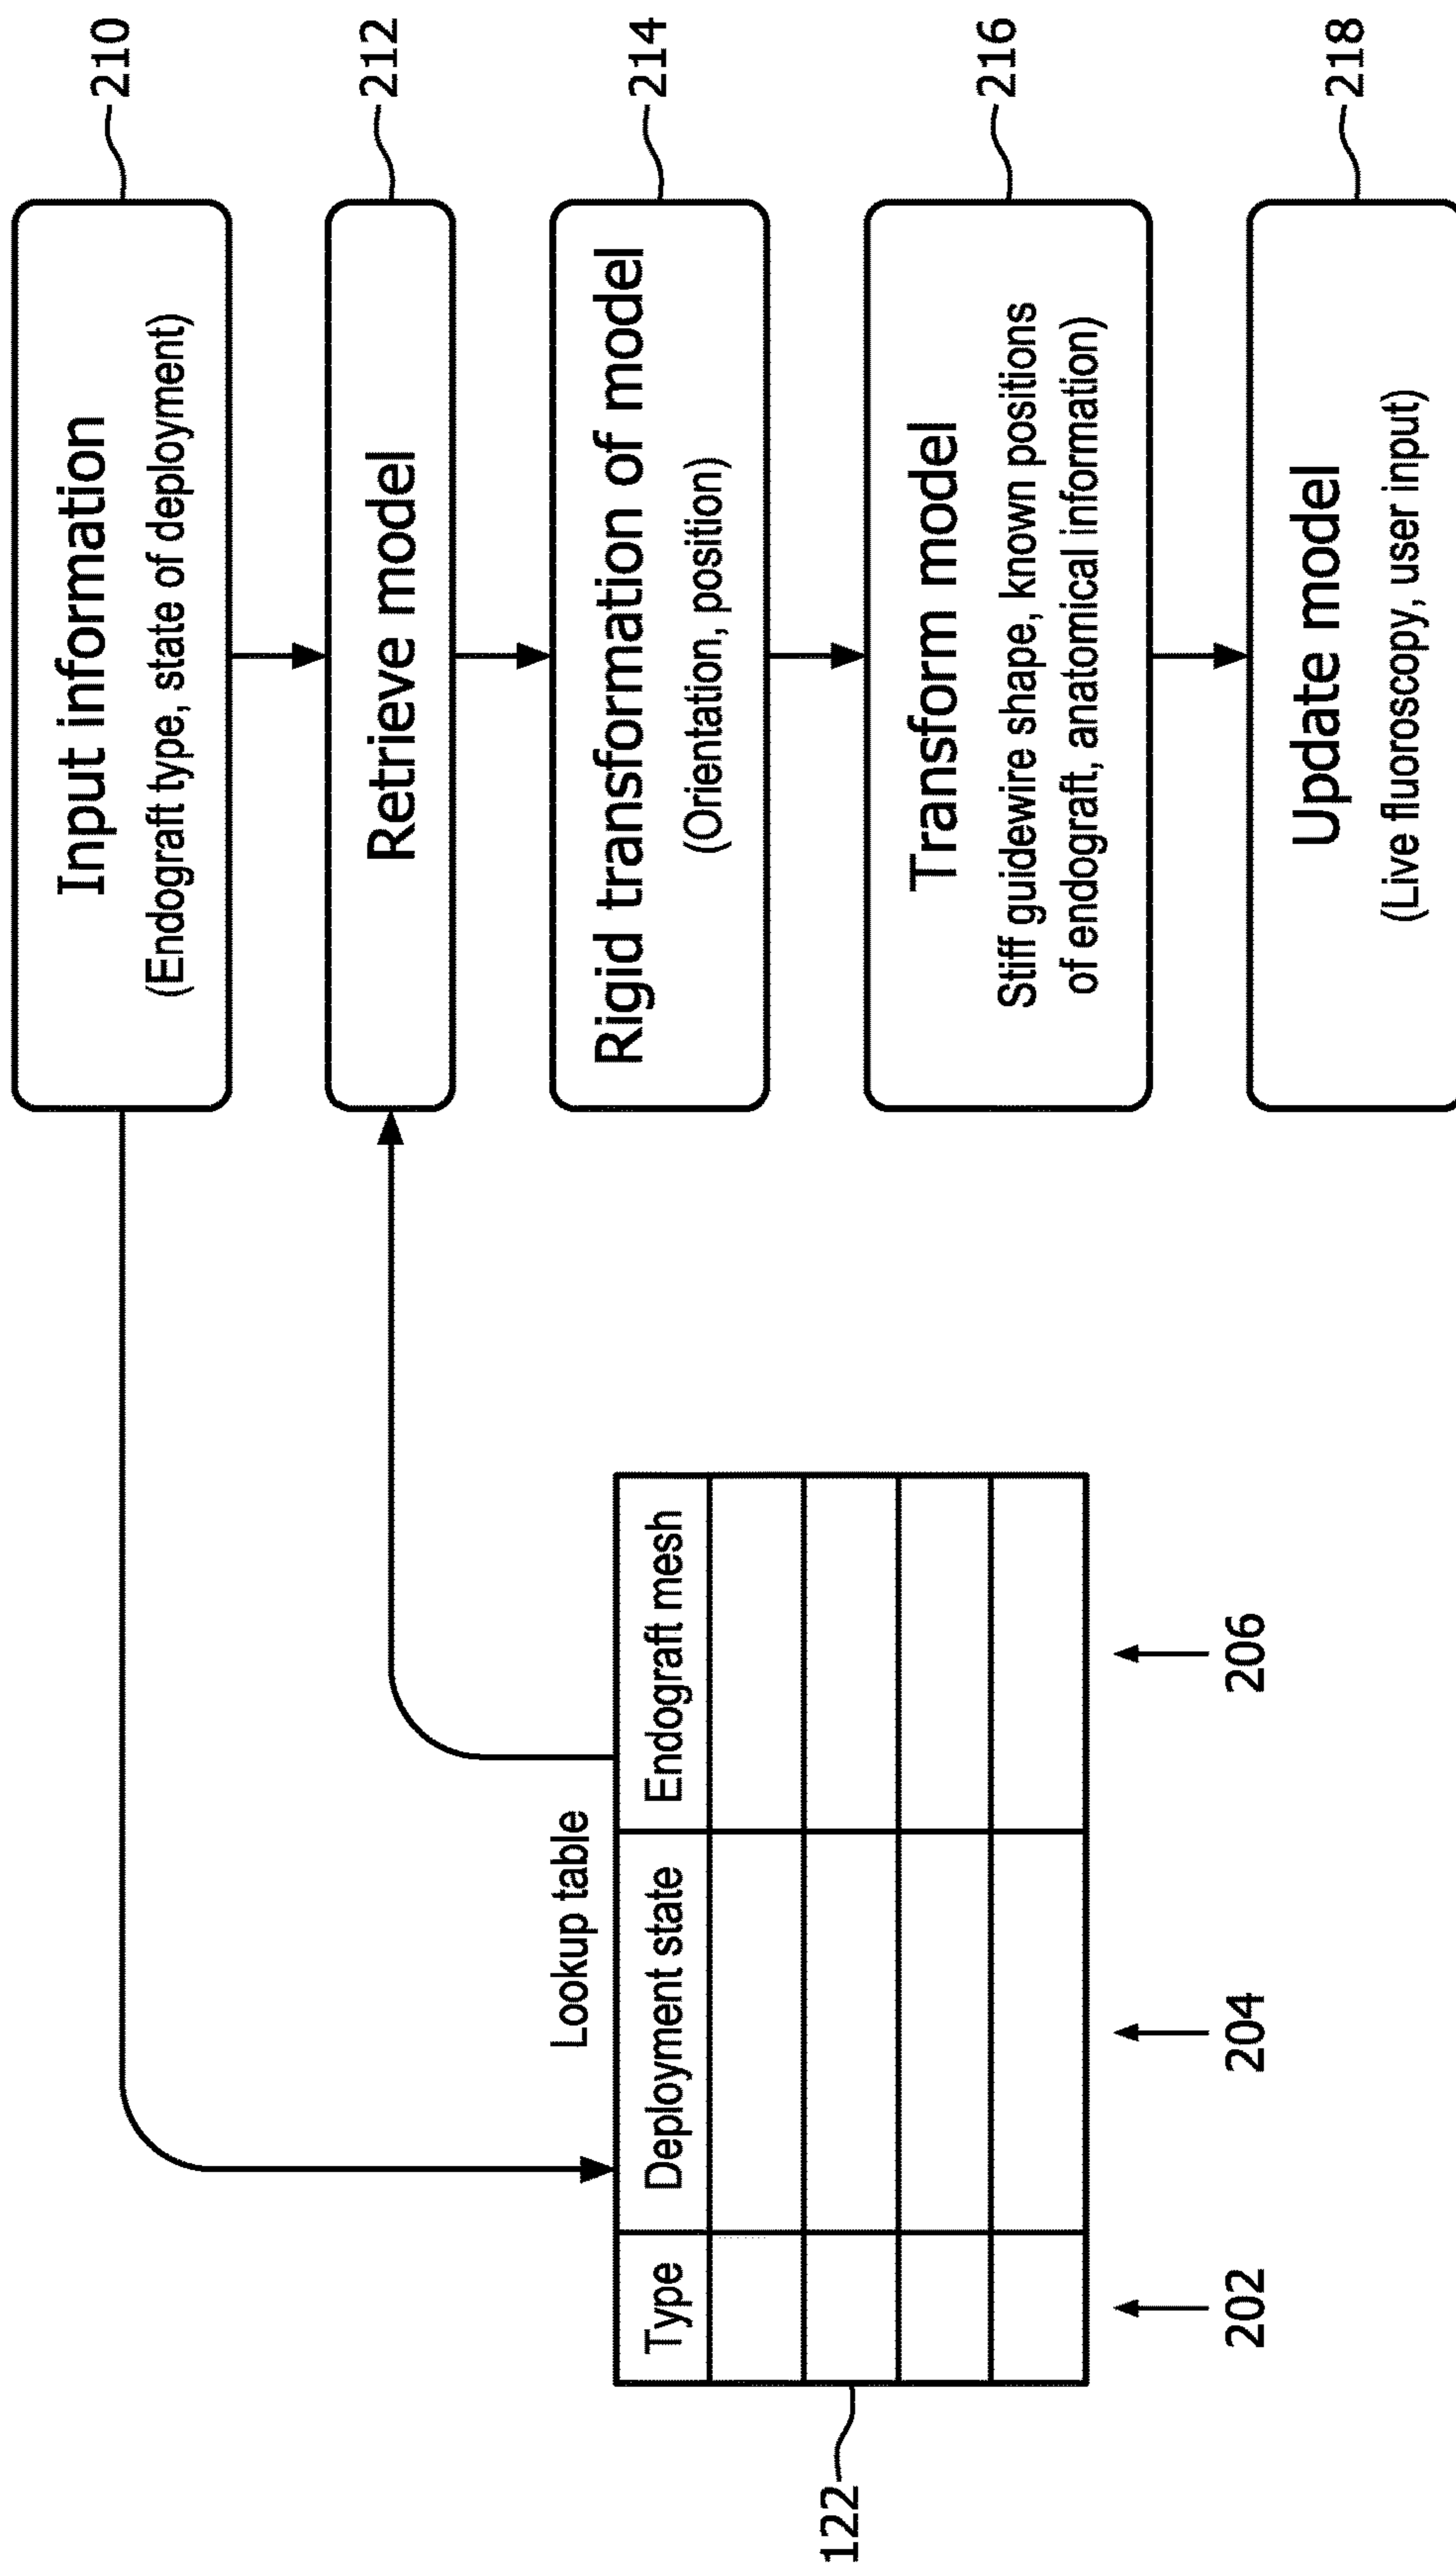 Input information
(Endograft type, state of deployment)
210
Retrieve model
212
Rigid transformation of model
(Orientation, position)
214
Transform model
Stiff guidewire shape, known positions
of endograft, anatomical information)
216
Update model
(Live fluoroscopy, user input)
218
Lookup table
Type
Deployment state
Endograft mesh
122
202
204
206